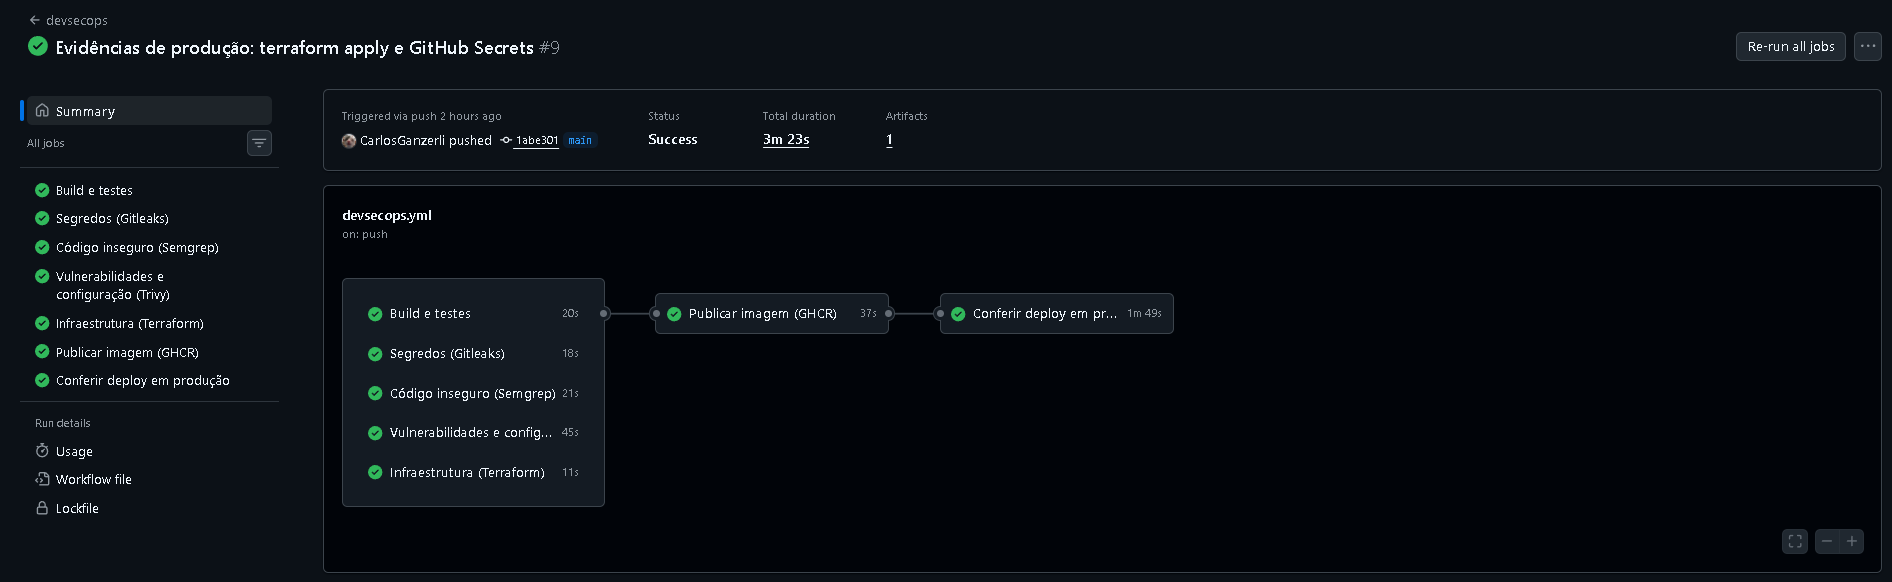 devsecops
Evidências de produção: terraform apply e GitHub Secrets #9
Re-run all jobs
Summary
All jobs
Build e testes
Segredos (Gitleaks)
Código inseguro (Semgrep)
Vulnerabilidades e
configuração (Trivy)
Infraestrutura (Terraform)
Publicar imagem (GHCR)
Conferir deploy em produção
Run details
Usage
Workflow file
Lockfile
Triggered via push 2 hours ago
CarlosGanzerli pushed 1abe301 main
Status
Success
Total duration
3m 23s
Artifacts
1
devsecops.yml
on: push
Build e testes 20s
Segredos (Gitleaks) 18s
Código inseguro (Semgrep) 21s
Vulnerabilidades e config... 45s
Infraestrutura (Terraform) 11s
Publicar imagem (GHCR) 37s
Conferir deploy em pr... 1m 49s